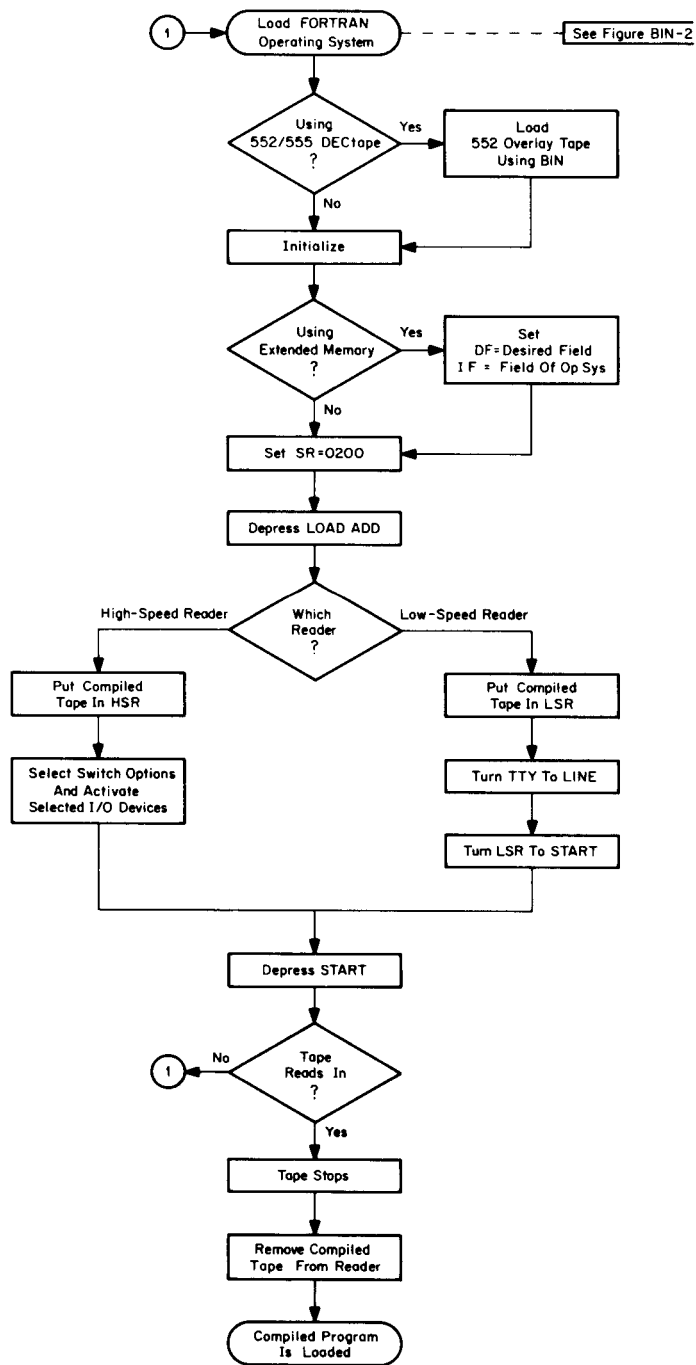 1
Load FORTRAN
Operating System
See Figure BIN-2
Using
552/555 DECtape
?
Yes
Load
552 Overlay Tape
Using BIN
No
Initialize
Using
Extended Memory
?
Yes
Set
DF=Desired Field
IF = Field Of Op Sys
No
Set SR=0200
Depress LOAD ADD
High-Speed Reader
Which
Reader
?
Low-Speed Reader
Put Compiled
Tape In HSR
Put Compiled
Tape In LSR
Select Switch Options
And Activate
Selected I/O Devices
Turn TTY To LINE
Turn LSR To START
Depress START
Tape
Reads In
?
No
1
Yes
Tape Stops
Remove Compiled
Tape From Reader
Compiled Program
Is Loaded